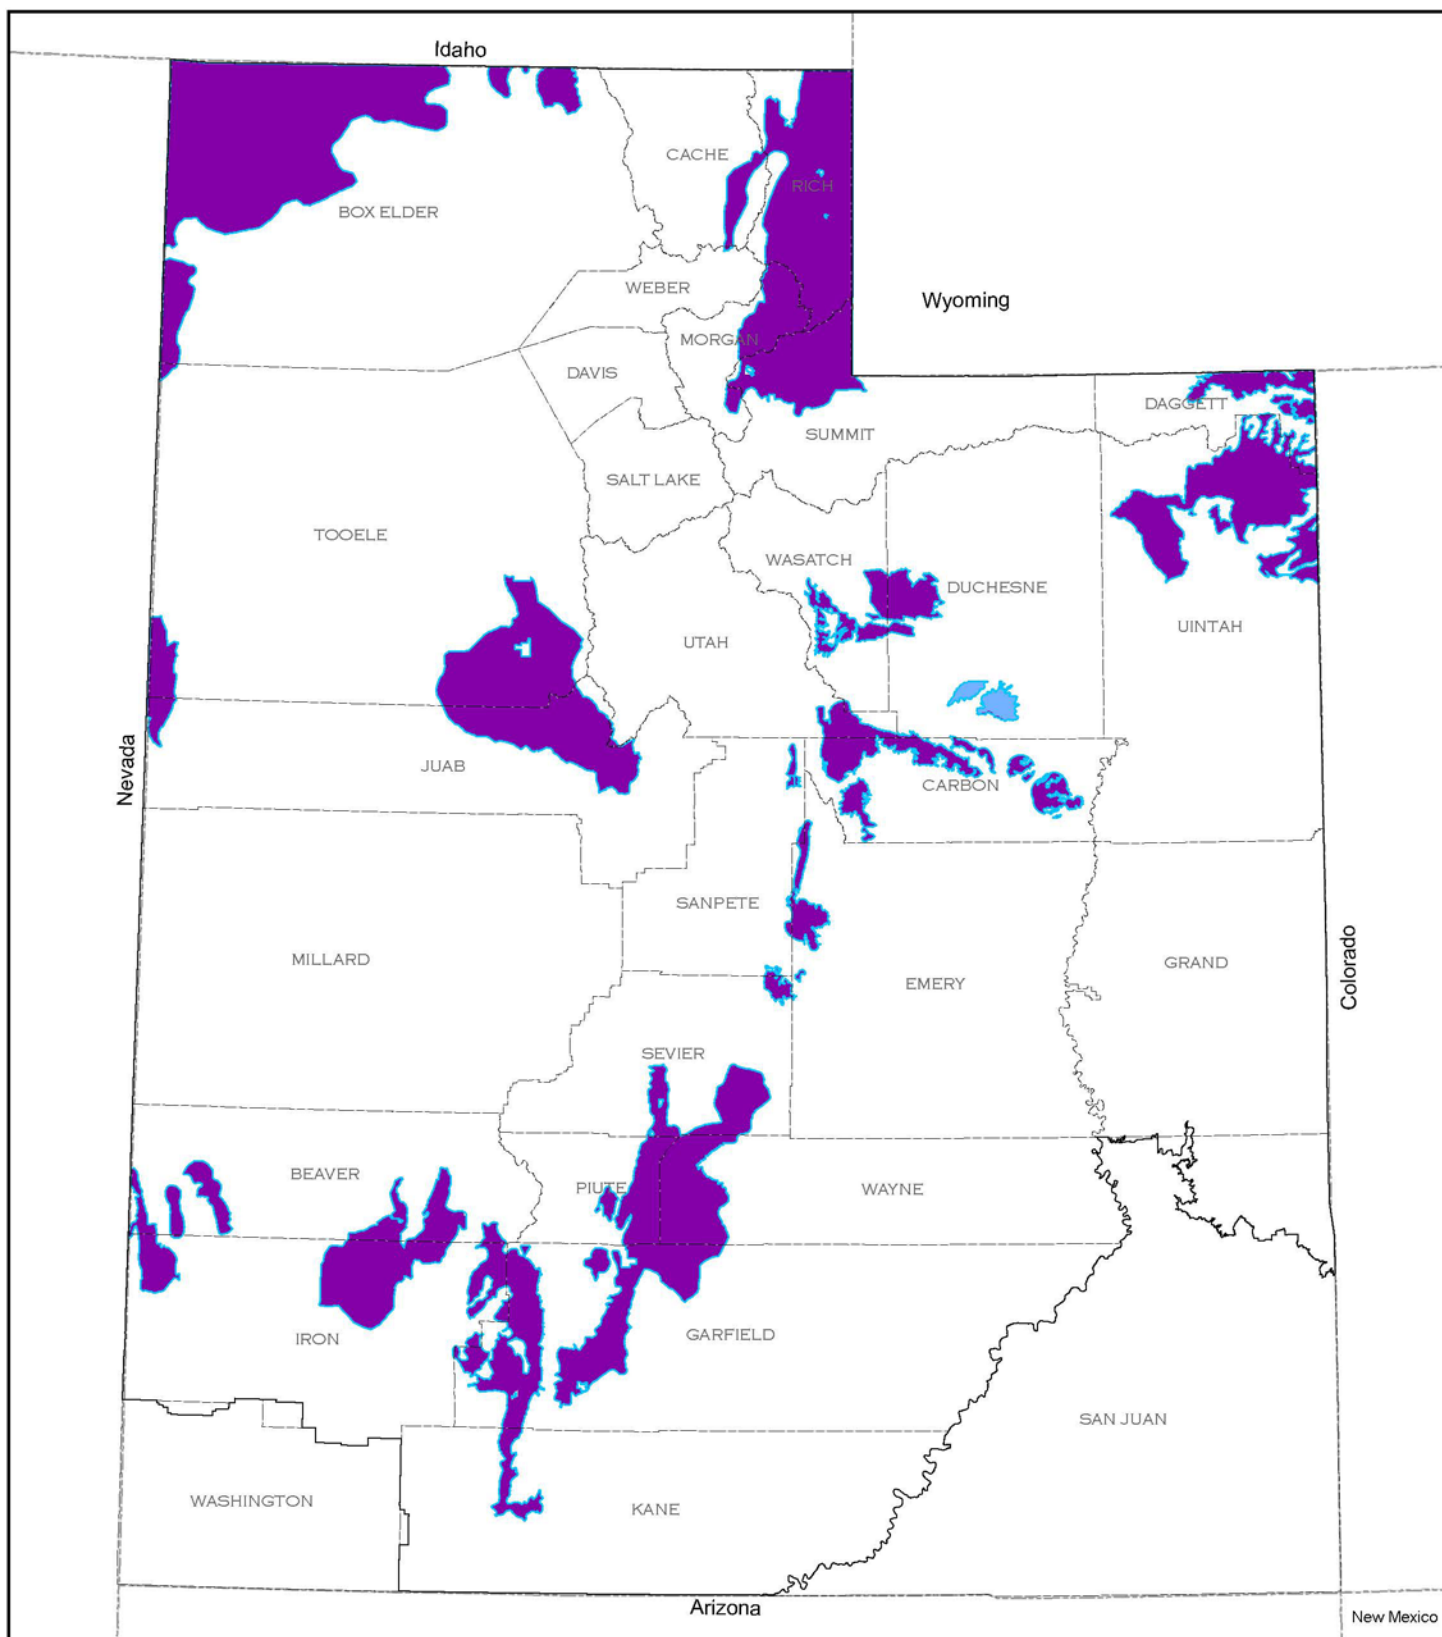 Idaho
CACHE
RICH
BOX ELDER
WEBER
Wyoming
MORGAN
DAVIS
DAGGETT
SUMMIT
SALT LAKE
TOOELE
WASATCH
DUCHESNE
UINTAH
UTAH
Nevada
JUAB
CARBON
SANPETE
MILLARD
EMERY
GRAND
Colorado
SEVIER
BEAVER
PIUTE
WAYNE
IRON
GARFIELD
SAN JUAN
WASHINGTON
KANE
Arizona
New Mexico